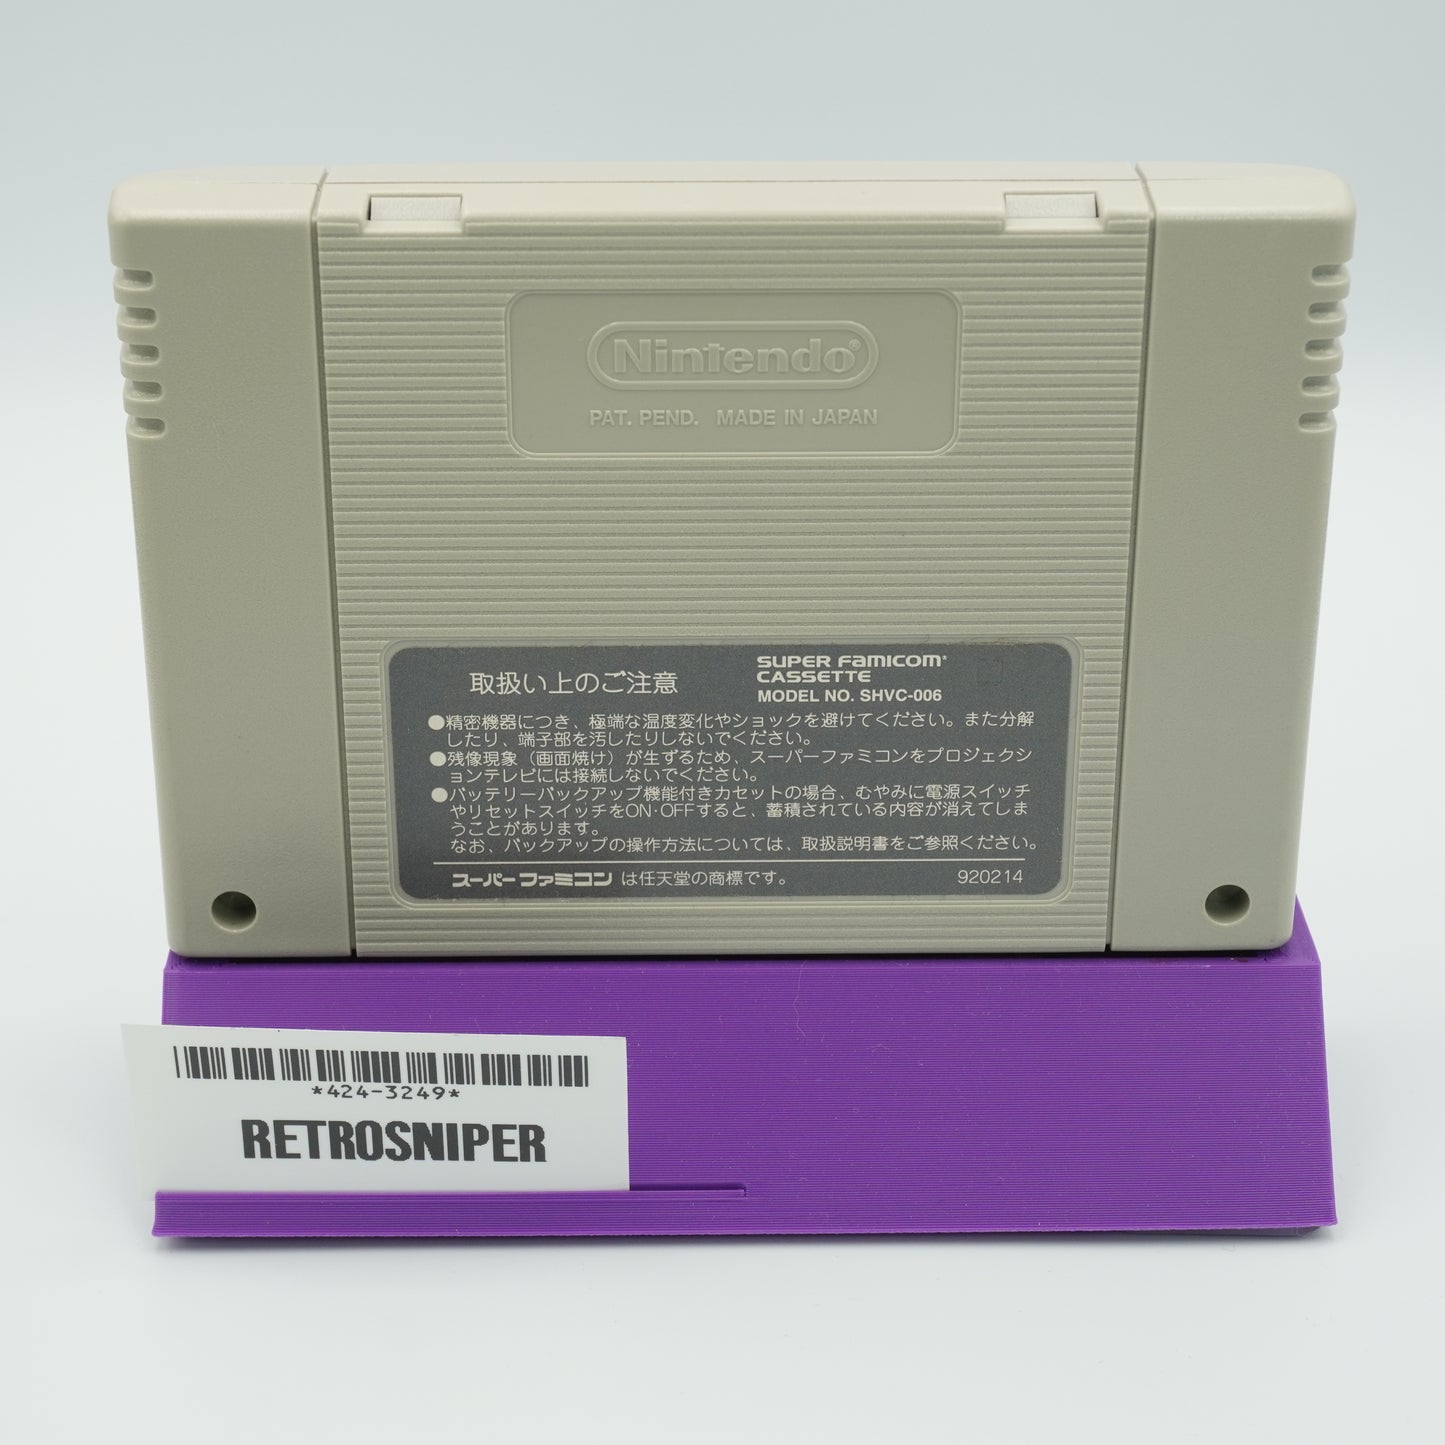 Nintendo®
PAT. PEND. MADE IN JAPAN
取扱い上のご注意
SUPER FAMICOM®
CASSETTE
MODEL NO. SHVC-006
●精密機器につき、極端な温度変化やショックを避けてください。また分解
したり、端子部を汚したりしないでください。
●残像現象（画面焼け）が生ずるため、スーパーファミコンをプロジェクシ
ョンテレビには接続しないでください。
●バッテリーバックアップ機能付きカセットの場合、むやみに電源スイッチ
やリセットスイッチをON·OFFすると、蓄積されている内容が消えてしま
うことがあります。
なお、バックアップの操作方法については、取扱説明書をご参照ください。
スーパーファミコン は任天堂の商標です。
920214
*424-3249*
RETROSNIPER